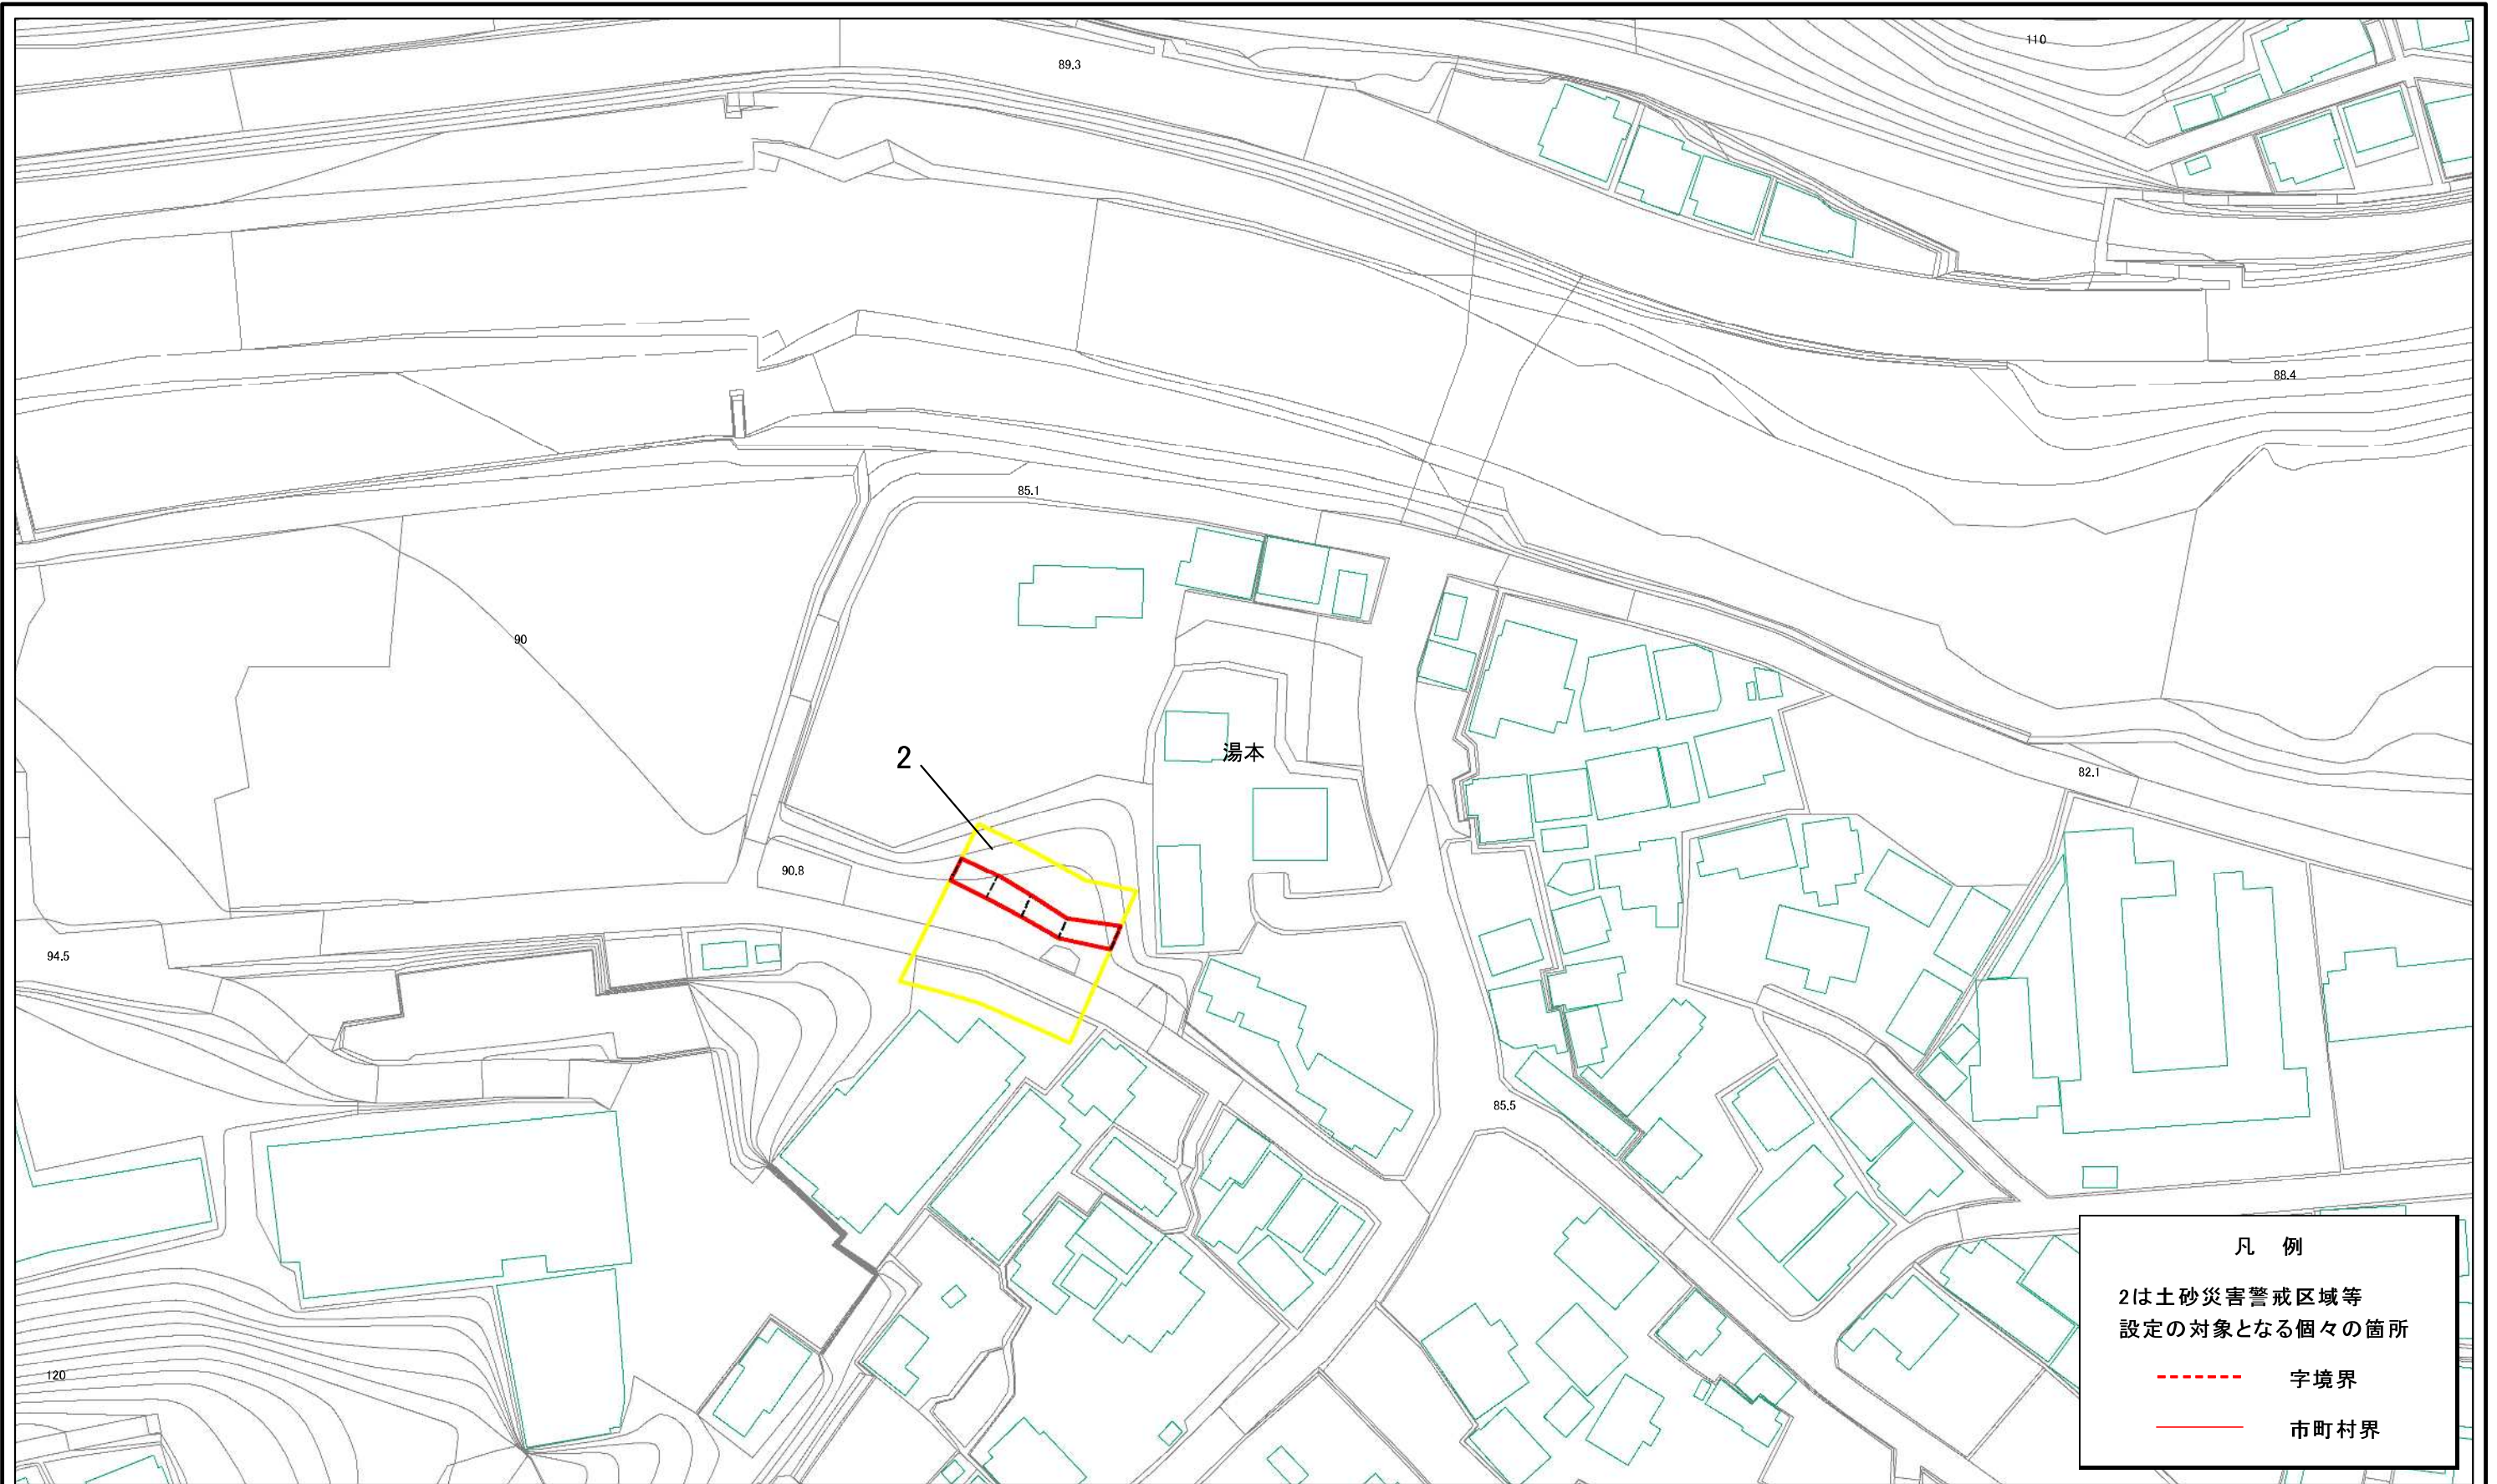 110
89.3
88.4
85.1
90
2
湯本
82.1
90.8
94.5
85.5
120
凡 例
2は土砂災害警戒区域等
設定の対象となる個々の箇所
字境界
市町村界